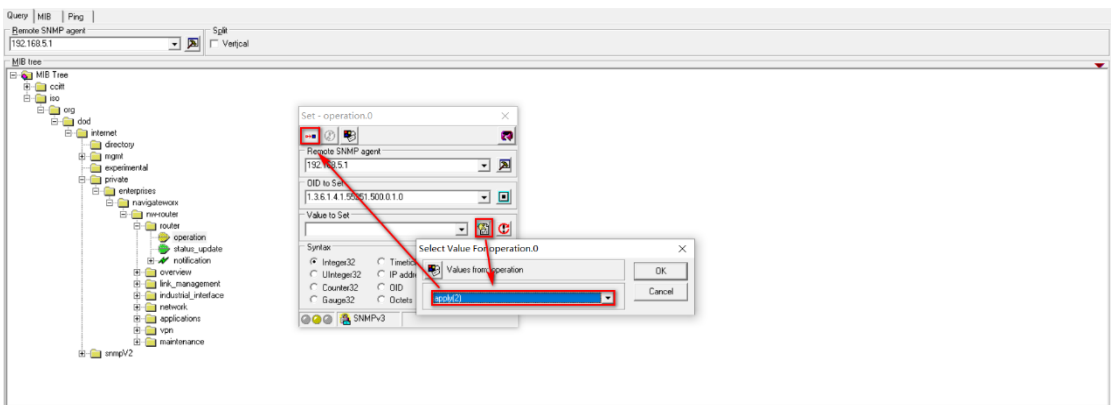 Query MIB Ping
Remote SNMP agent
192.168.5.1
Split
Vertical
MIB tree
MIB Tree
ccitt
iso
org
dod
internet
directory
mgmt
experimental
private
enterprises
navigateworx
nw-router
router
operation
status_update
notification
overview
link_management
industrial_interface
network
applications
vpn
maintenance
snmpV2
Set - operation.0
Remote SNMP agent
192.168.5.1
OID to Set
1.3.6.1.4.1.55251.500.0.1.0
Value to Set
Syntax
Integer32
UInteger32
Counter32
Gauge32
IP addre
OID
Octets
SNMPv3
Select Value For operation.0
Values from operation
apply(2)
OK
Cancel